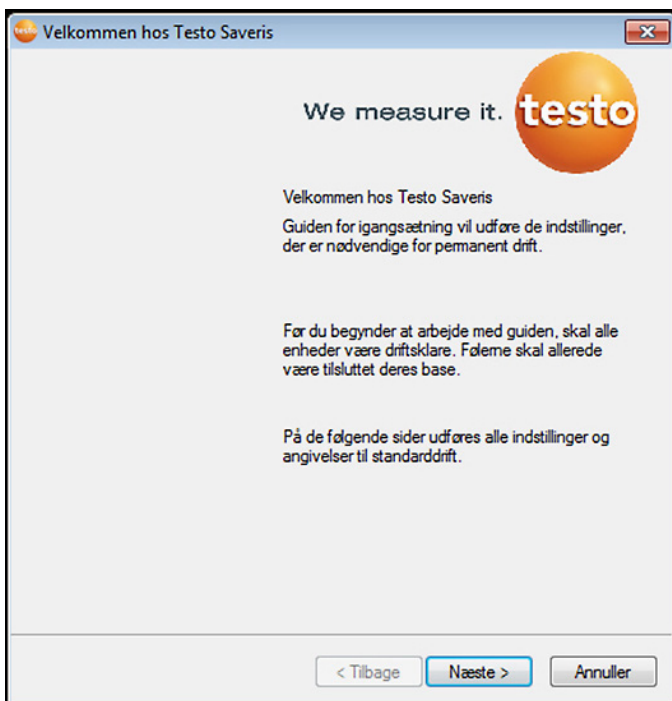 testo Velkommen hos Testo Saveris
We measure it. testo
Velkommen hos Testo Saveris
Guiden for igangsætning vil udføre de indstillinger,
der er nødvendige for permanent drift.
Før du begynder at arbejde med guiden, skal alle
enheder være driftsklare. Følerne skal allerede
være tilsluttet deres base.
På de følgende sider udføres alle indstillinger og
angivelser til standarddrift.
< Tilbage Næste > Annuller